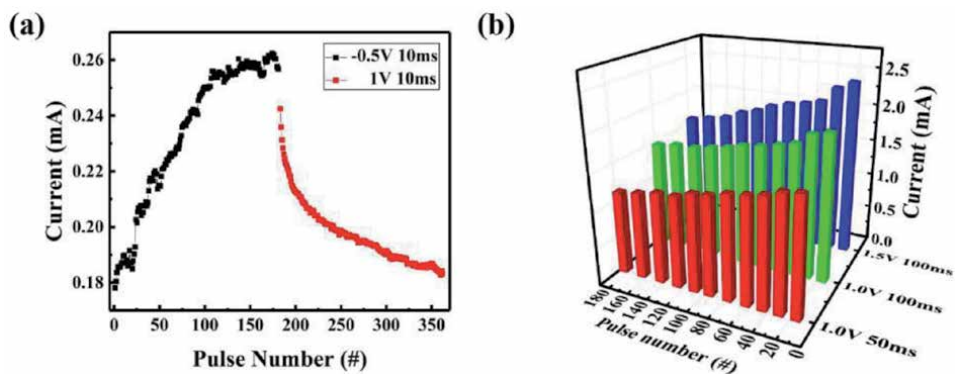 (a)
0.26
0.24
0.22
0.20
0.18
Current (mA)
-0.5V 10ms
1V 10ms
0 50 100 150 200 250 300 350
Pulse Number (#)
(b)
2.5
2.0
1.5
1.0
0.5
0.0
Current (mA)
1.5V 100ms
1.0V 100ms
1.0V 50ms
180 160 140 120 100 80 60 40 20 0
Pulse number (#)